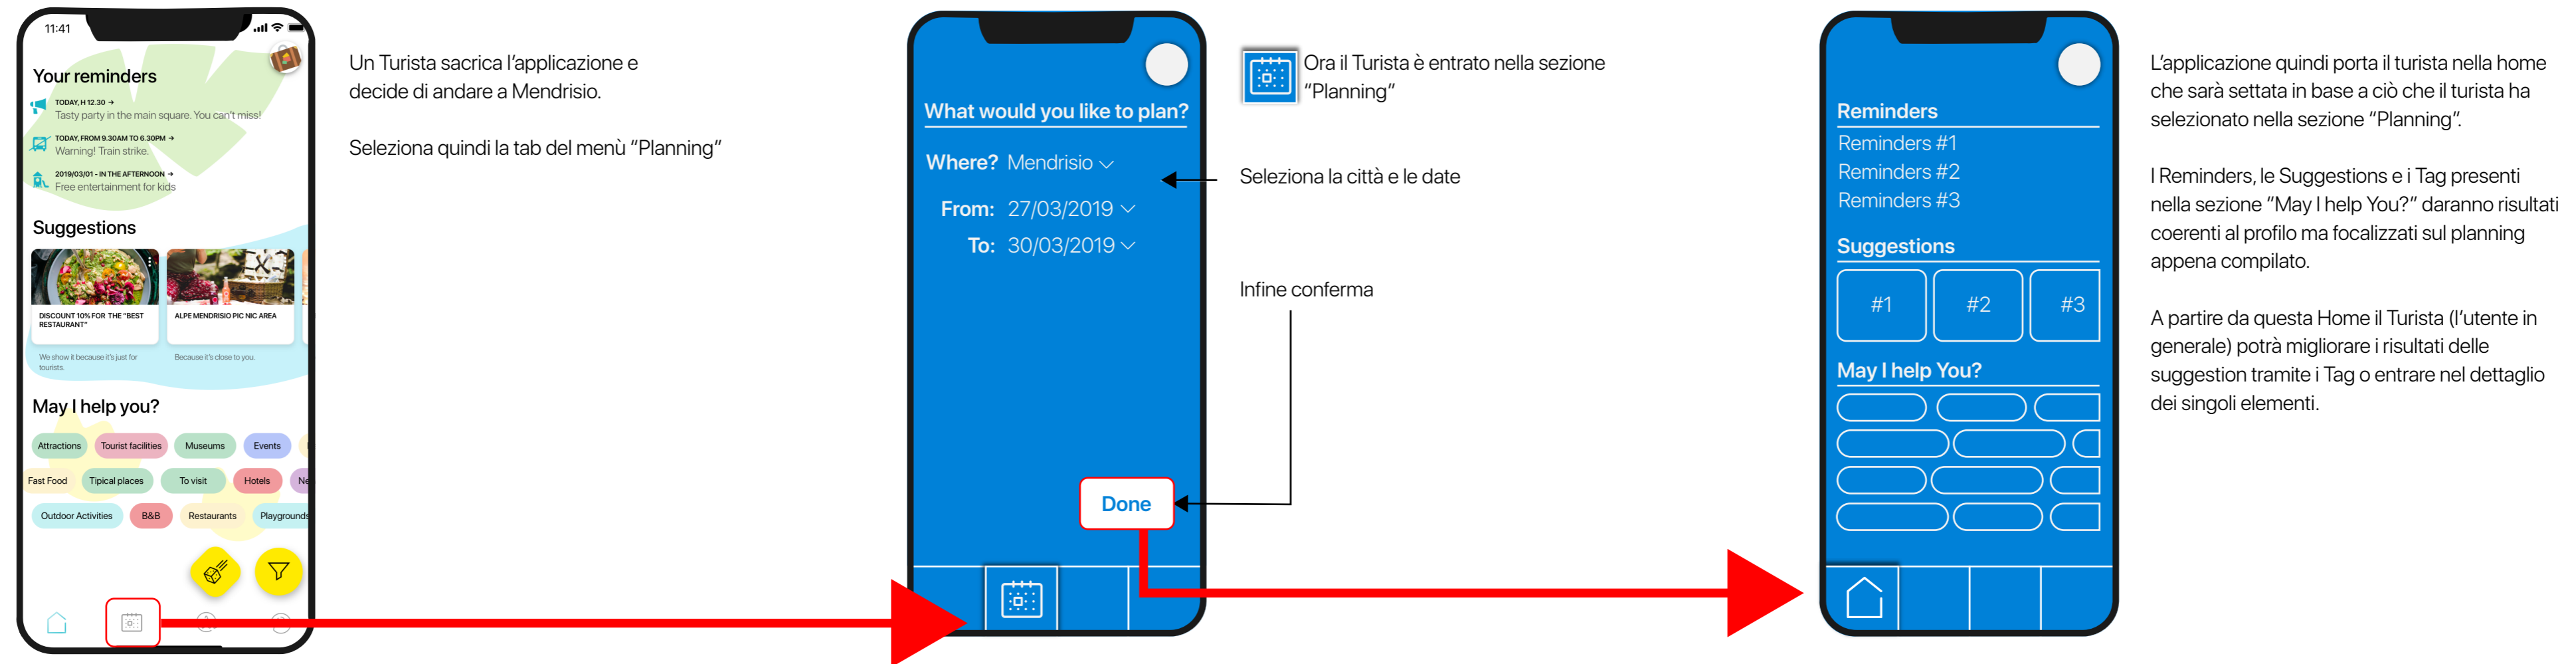 11:41
Your reminders
TODAY, H 12.30 →
Tasty party in the main square. You can't miss!
TODAY, FROM 9.30AM TO 6.30PM →
Warning! Train strike.
2019/03/01 - IN THE AFTERNOON →
Free entertainment for kids
Suggestions
DISCOUNT 10% FOR THE "BEST
RESTAURANT"
We show it because it's just for
tourists.
ALPE MENDRISIO PIC NIC AREA
Because it's close to you.
May I help you?
Attractions Tourist facilities Museums Events
Fast Food Tipical places To visit Hotels Ne
Outdoor Activities B&B Restaurants Playgrounds
Un Turista sacrica l'applicazione e
decide di andare a Mendrisio.
Seleziona quindi la tab del menù "Planning"
What would you like to plan?
Where? Mendrisio
From: 27/03/2019
To: 30/03/2019
Done
Ora il Turista è entrato nella sezione
"Planning"
Seleziona la città e le date
Infine conferma
Reminders
Reminders #1
Reminders #2
Reminders #3
Suggestions
#1 #2 #3
May I help You?
L'applicazione quindi porta il turista nella home
che sarà settata in base a ciò che il turista ha
selezionato nella sezione "Planning".
I Reminders, le Suggestions e i Tag presenti
nella sezione "May I help You?" daranno risultati
coerenti al profilo ma focalizzati sul planning
appena compilato.
A partire da questa Home il Turista (l'utente in
generale) potrà migliorare i risultati delle
suggestion tramite i Tag o entrare nel dettaglio
dei singoli elementi.